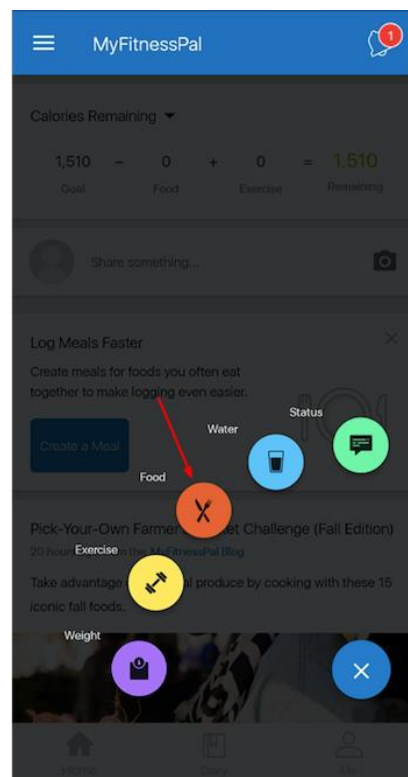 MyFitnessPal
1
Calories Remaining
1,510 – 0 + 0 = 1,510
Goal Food Exercise Remaining
Share something...
Log Meals Faster
Create meals for foods you often eat
together to make logging even easier.
Status
Water
Create a Meal
Food
Pick-Your-Own Farmer et Challenge (Fall Edition)
20 hour the MyFitnessPal Blog
Exercise
Take advantage al produce by cooking with these 15
iconic fall foods.
Weight
Home Diary Me